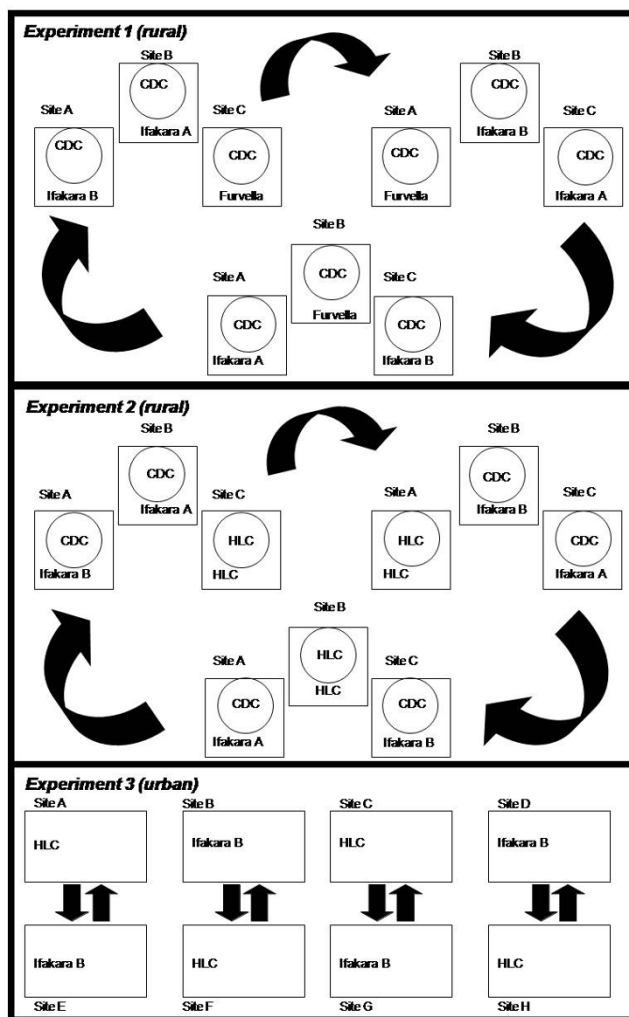 Experiment 1 (rural)
Site B
Site B
CDC
CDC
Site A
Site C
Site A
Site C
Ifakara A
Ifakara B
CDC
CDC
CDC
CDC
Ifakara B
Furvella
Furvella
Ifakara A
Site B
Site A
CDC
Site C
Furvella
CDC
CDC
Ifakara A
Ifakara B
Experiment 2 (rural)
Site B
Site B
CDC
CDC
Site A
Site C
Site A
Site C
Ifakara A
Ifakara B
CDC
HLC
HLC
CDC
Ifakara B
HLC
HLC
Ifakara A
Site B
HLC
Site A
Site C
HLC
CDC
CDC
Ifakara A
Ifakara B
Experiment 3 (urban)
Site A
Site B
Site C
Site D
HLC
Ifakara B
HLC
Ifakara B
Ifakara B
HLC
Ifakara B
HLC
Site E
Site F
Site G
Site H